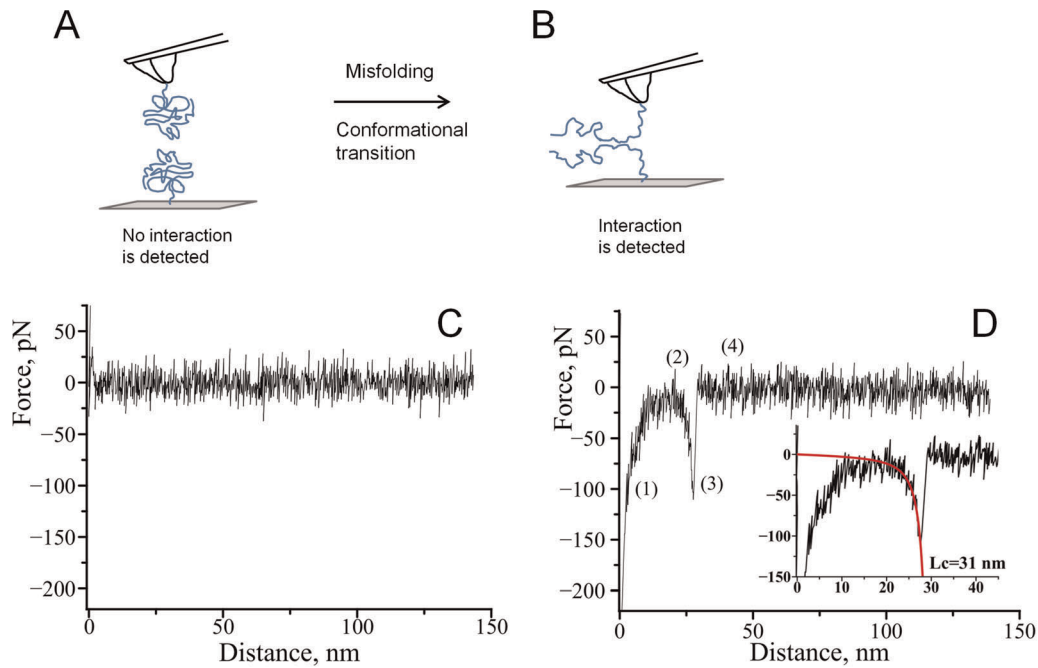 A
B
Misfolding
Conformational
transition
No interaction
is detected
Interaction
is detected
C
50
0
−50
−100
−150
−200
Force, pN
0
50
100
150
Distance, nm
D
(1)
(2)
(3)
(4)
50
0
−50
−100
−150
−200
Force, pN
0
−50
−100
−150
0
10
20
30
40
Lc=31 nm
0
50
100
150
Distance, nm